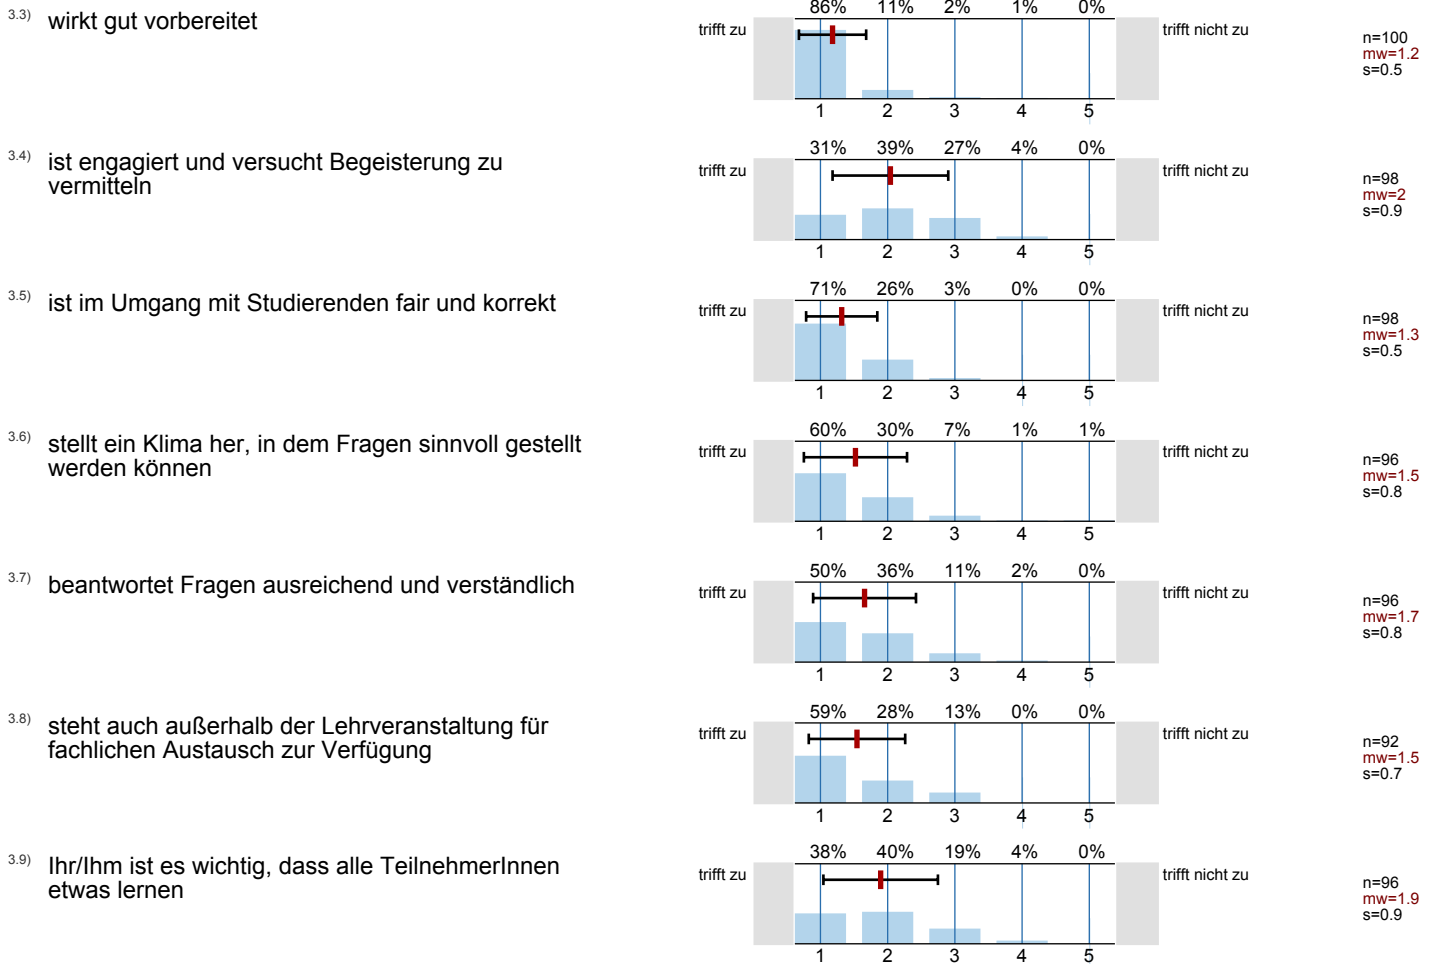 3.3) wirkt gut vorbereitet
86% 11% 2% 1% 0%
trifft zu trifft nicht zu
n=100
mw=1.2
s=0.5
1 2 3 4 5
3.4) ist engagiert und versucht Begeisterung zu
vermitteln
31% 39% 27% 4% 0%
trifft zu trifft nicht zu
n=98
mw=2
s=0.9
1 2 3 4 5
3.5) ist im Umgang mit Studierenden fair und korrekt
71% 26% 3% 0% 0%
trifft zu trifft nicht zu
n=98
mw=1.3
s=0.5
1 2 3 4 5
3.6) stellt ein Klima her, in dem Fragen sinnvoll gestellt
werden können
60% 30% 7% 1% 1%
trifft zu trifft nicht zu
n=96
mw=1.5
s=0.8
1 2 3 4 5
3.7) beantwortet Fragen ausreichend und verständlich
50% 36% 11% 2% 0%
trifft zu trifft nicht zu
n=96
mw=1.7
s=0.8
1 2 3 4 5
3.8) steht auch außerhalb der Lehrveranstaltung für
fachlichen Austausch zur Verfügung
59% 28% 13% 0% 0%
trifft zu trifft nicht zu
n=92
mw=1.5
s=0.7
1 2 3 4 5
3.9) Ihr/Ihm ist es wichtig, dass alle TeilnehmerInnen
etwas lernen
38% 40% 19% 4% 0%
trifft zu trifft nicht zu
n=96
mw=1.9
s=0.9
1 2 3 4 5